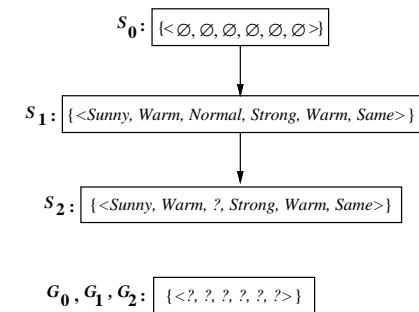 S0: {<∅, ∅, ∅, ∅, ∅, ∅>}
S1: {<Sunny, Warm, Normal, Strong, Warm, Same>}
S2: {<Sunny, Warm, ?, Strong, Warm, Same>}
G0, G1, G2: {<?, ?, ?, ?, ?, ?>}